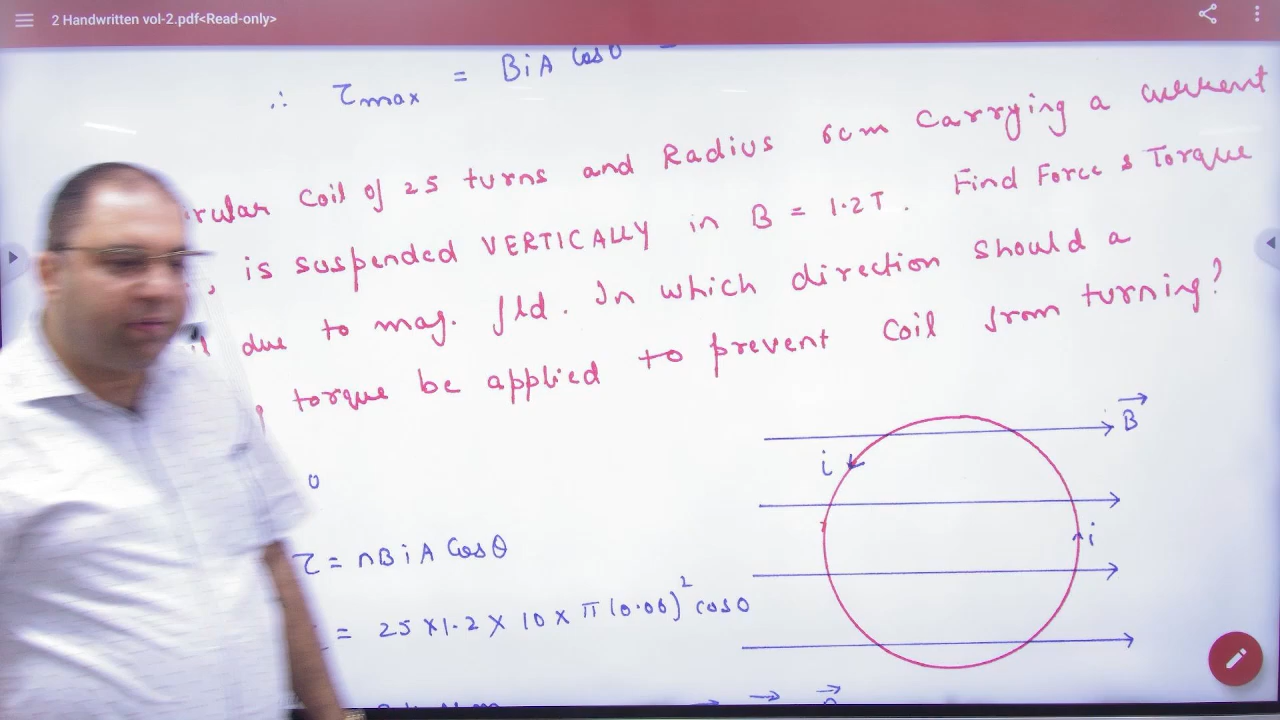 2 Handwritten vol-2.pdf<Read-only>
∴ τmax = BiA Cosθ
Coil of 25 turns and Radius 6cm Carrying a current
, is suspended VERTICALLY in B = 1.2T. Find Force & Torque
due to mag. fld. In which direction should a
torque be applied to prevent coil from turning?
B
i
0
i
τ = nBiA Cosθ
= 25 × 1.2 × 10 × π(0.06)² cos0